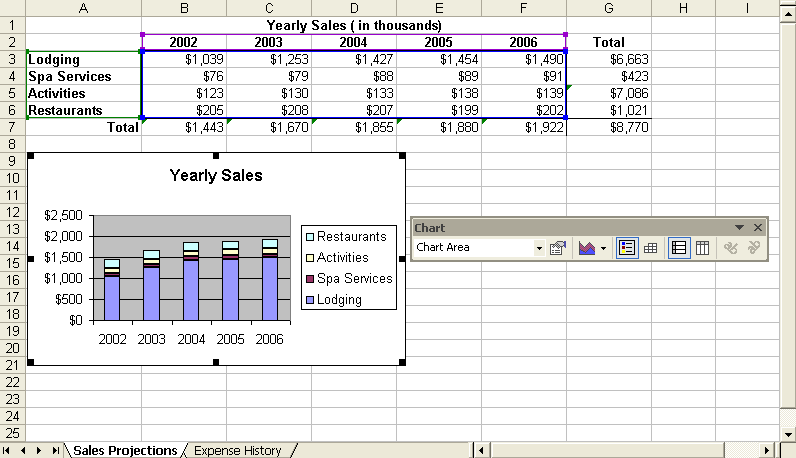 A B C D E F G H I
1 Yearly Sales ( in thousands)
2 2002 2003 2004 2005 2006 Total
3 Lodging $1,039 $1,253 $1,427 $1,454 $1,490 $6,663
4 Spa Services $76 $79 $88 $89 $91 $423
5 Activities $123 $130 $133 $138 $139 $7,086
6 Restaurants $205 $208 $207 $199 $202 $1,021
7 Total $1,443 $1,670 $1,855 $1,880 $1,922 $8,770
8
9
10
11
12
13
14
15
16
17
18
19
20
21
22
23
24
25
Yearly Sales
$2,500
$2,000
$1,500
$1,000
$500
$0
2002 2003 2004 2005 2006
Restaurants
Activities
Spa Services
Lodging
Chart
Chart Area
Sales Projections Expense History